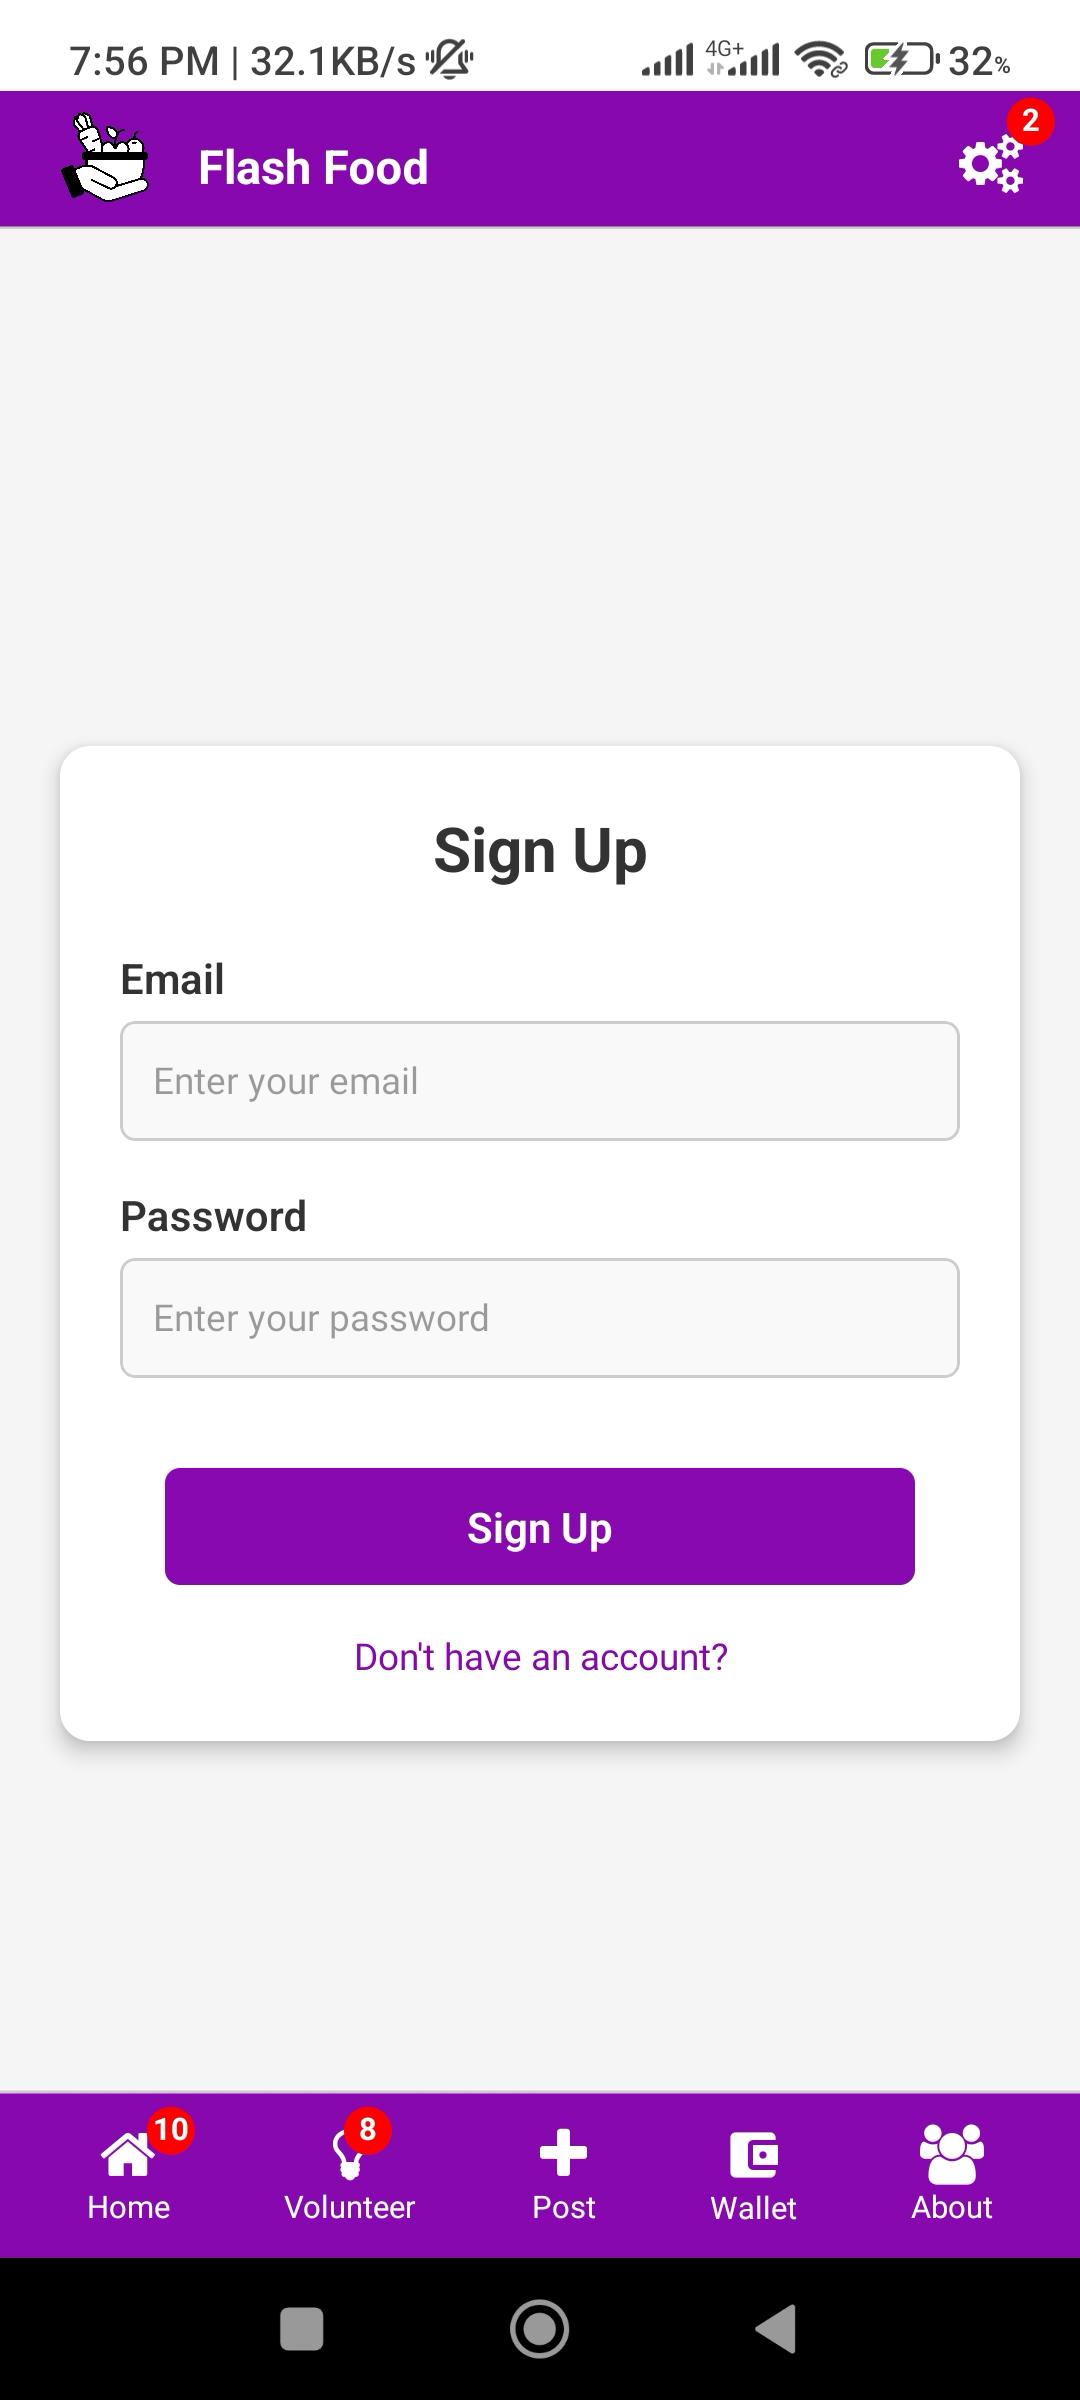 7:56 PM | 32.1KB/s 4G+ 32%
2
Flash Food
Sign Up
Email
Enter your email
Password
Enter your password
Sign Up
Don't have an account?
10 8
Home Volunteer Post Wallet About